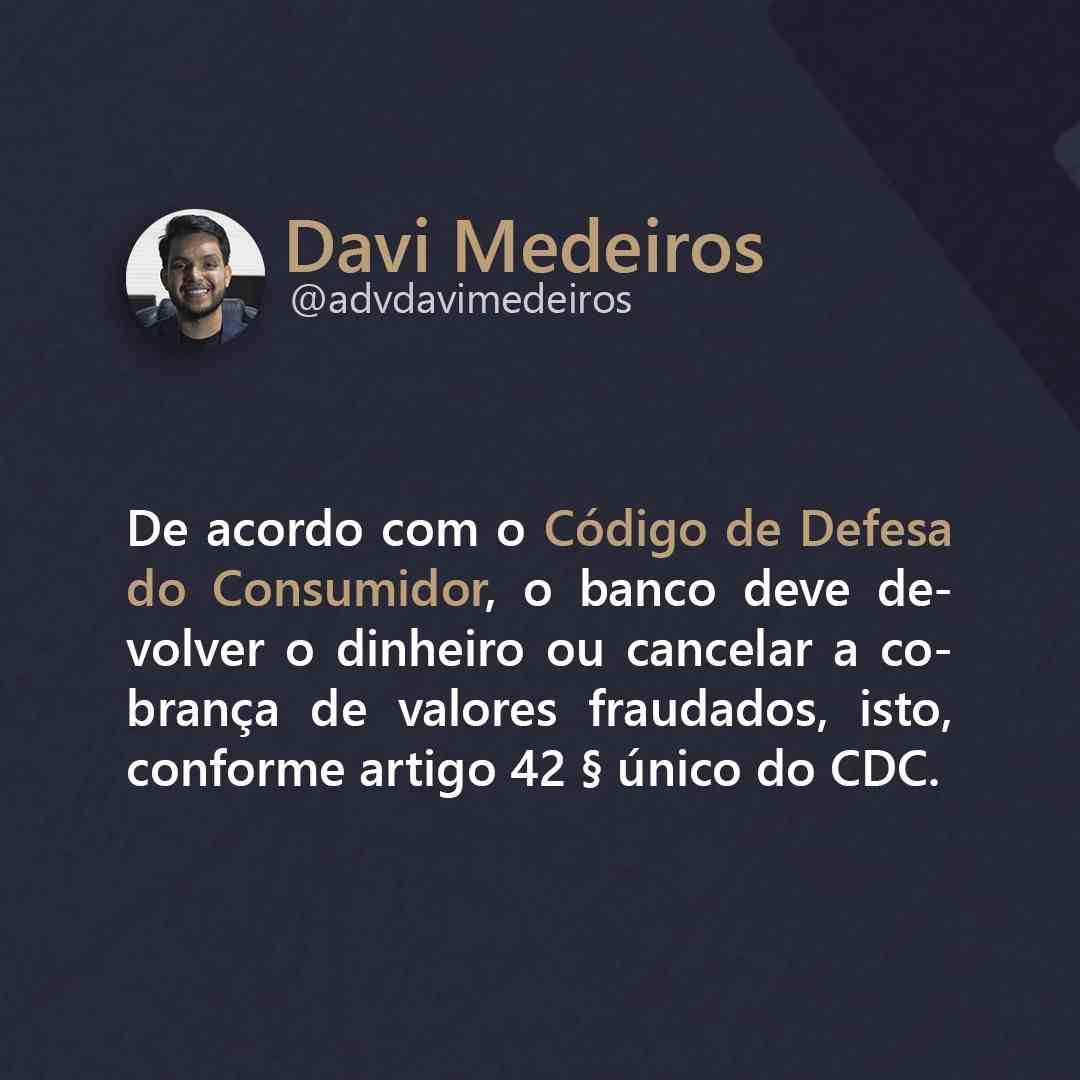 Davi Medeiros
@advdavimedeiros
De acordo com o Código de Defesa
do Consumidor, o banco deve de-
volver o dinheiro ou cancelar a co-
brança de valores fraudados, isto,
conforme artigo 42 § único do CDC.